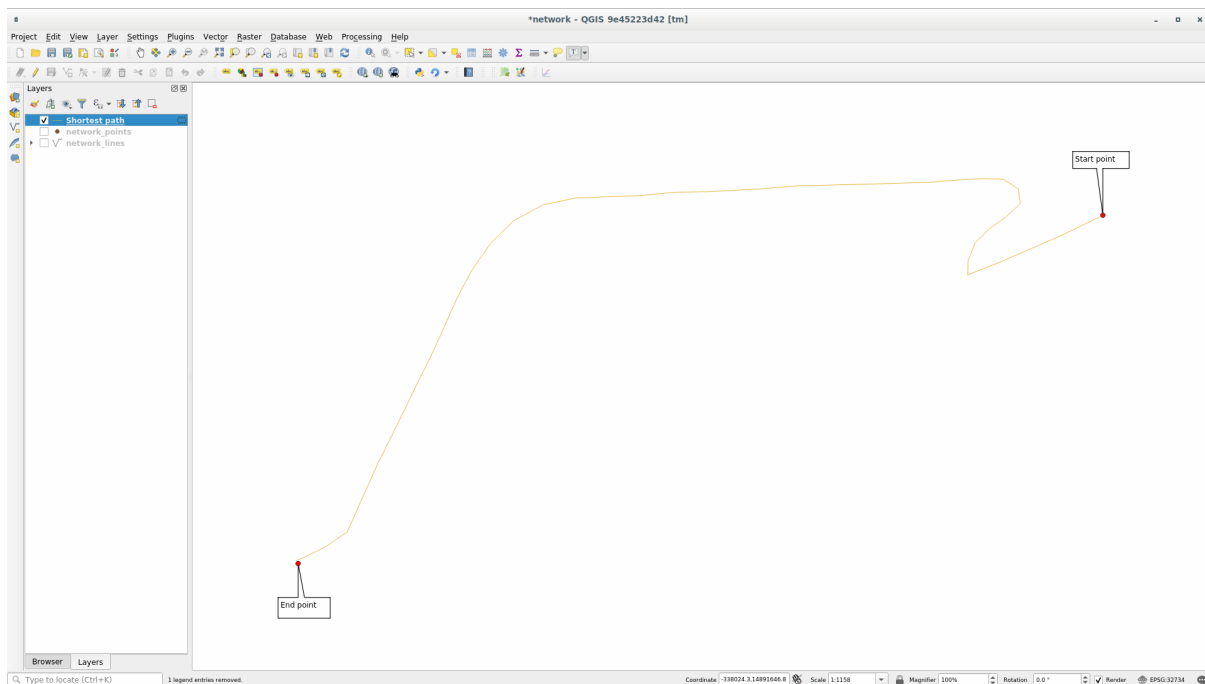 *network - QGIS 9e45223d42 [tm]
Project Edit View Layer Settings Plugins Vector Raster Database Web Processing Help
Layers
Shortest path
network_points
network_lines
Start point
End point
Browser Layers
Type to locate (Ctrl+K) 1 legend entries removed. Coordinate -338024.3,14891646.8 Scale 1:1158 Magnifier 100% Rotation 0.0 ° Render EPSG:32734